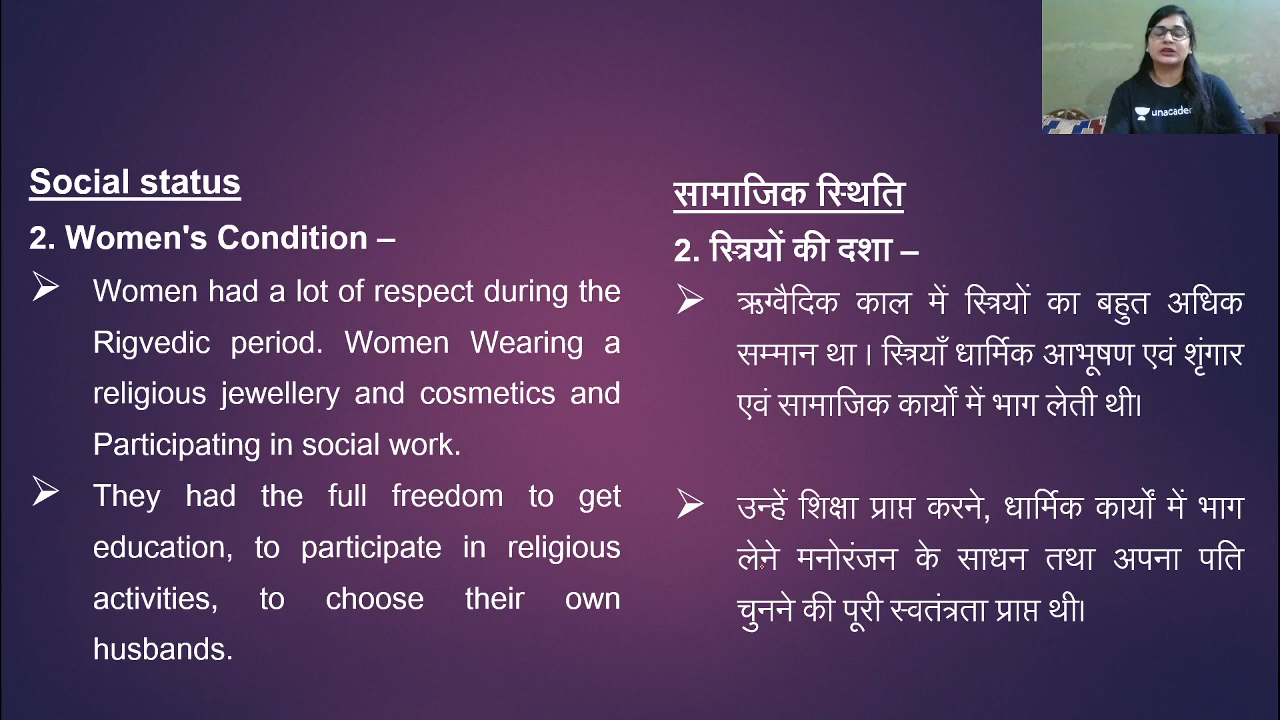 unacade
Social status
2. Women's Condition –
Women had a lot of respect during the
Rigvedic period. Women Wearing a
religious jewellery and cosmetics and
Participating in social work.
They had the full freedom to get
education, to participate in religious
activities, to choose their own
husbands.
सामाजिक स्थिति
2. स्त्रियों की दशा –
ऋग्वैदिक काल में स्त्रियों का बहुत अधिक
सम्मान था । स्त्रियाँ धार्मिक आभूषण एवं शृंगार
एवं सामाजिक कार्यों में भाग लेती थी।
उन्हें शिक्षा प्राप्त करने, धार्मिक कार्यों में भाग
लेने मनोरंजन के साधन तथा अपना पति
चुनने की पूरी स्वतंत्रता प्राप्त थी।